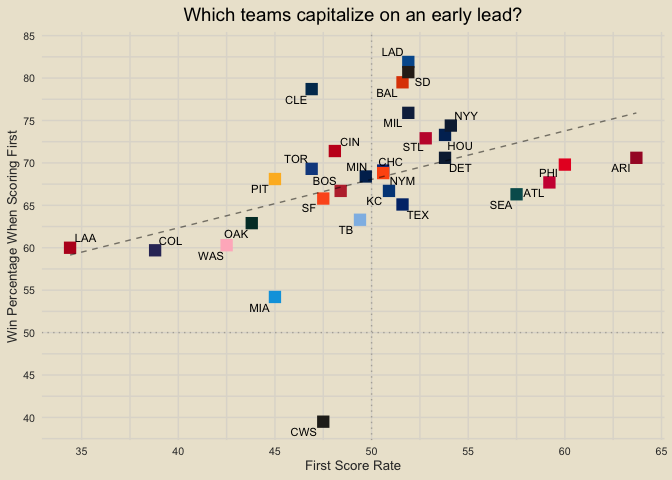 Which teams capitalize on an early lead?
85
80
75
70
65
60
55
50
45
40
Win Percentage When Scoring First
LAD
SD
BAL
CLE
MIL
NYY
STL
HOU
CIN
DET
TOR
MIN
CHC
PHI
ARI
PIT
BOS
NYM
ATL
SF
KC
SEA
TEX
TB
OAK
LAA
COL
WAS
MIA
CWS
35
40
45
50
55
60
65
First Score Rate